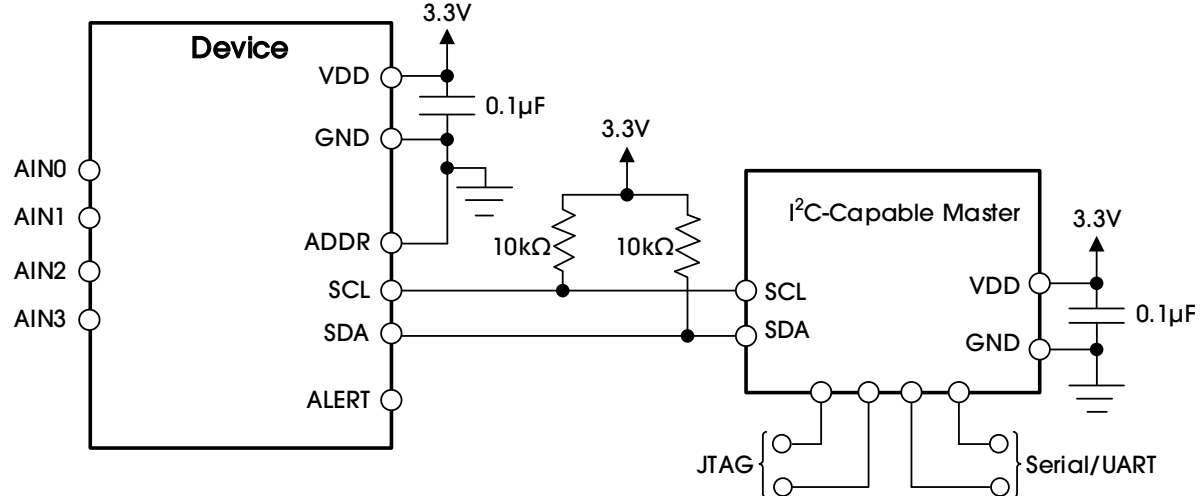 3.3V
Device
VDD
0.1µF
GND
3.3V
AIN0
I²C-Capable Master
AIN1
3.3V
ADDR
10kΩ
10kΩ
AIN2
SCL
SCL
VDD
AIN3
0.1µF
SDA
SDA
GND
ALERT
JTAG
Serial/UART